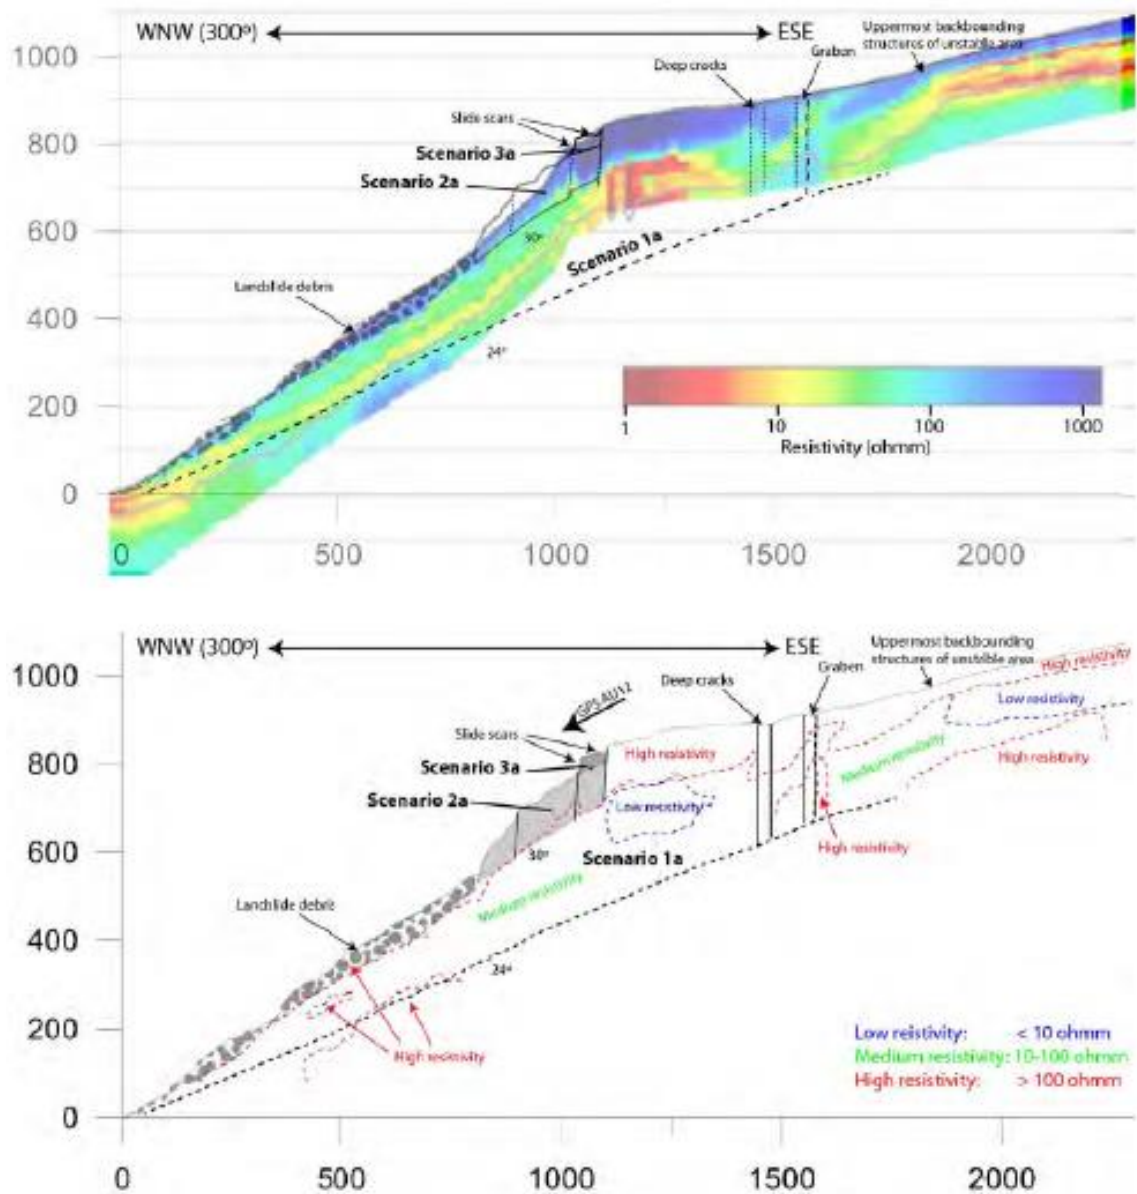 WNW (300º)
ESE
Uppermost backbounding
structures of unstable area
Graben
Deep cracks
1000
Slide scars
Scenario 3a
800
Scenario 2a
600
30º
Scenario 1a
Landslide debris
400
24º
200
1
10
100
1000
Resistivity [ohmm]
0
0
500
1000
1500
2000
WNW (300º)
ESE
Uppermost backbounding
structures of unstable area
Graben
High resistivity
1000
Deep cracks
Low resistivity
GPS AU12
Slide scars
High resistivity
High resistivity
800
Scenario 3a
Medium resistivity
Scenario 2a
Low resistivity
High resistivity
600
30º
Scenario 1a
Medium resistivity
Landslide debris
400
24º
200
High resistivity
Low reistivity: < 10 ohmm
Medium resistivity: 10-100 ohmm
High resistivity: > 100 ohmm
0
0
500
1000
1500
2000